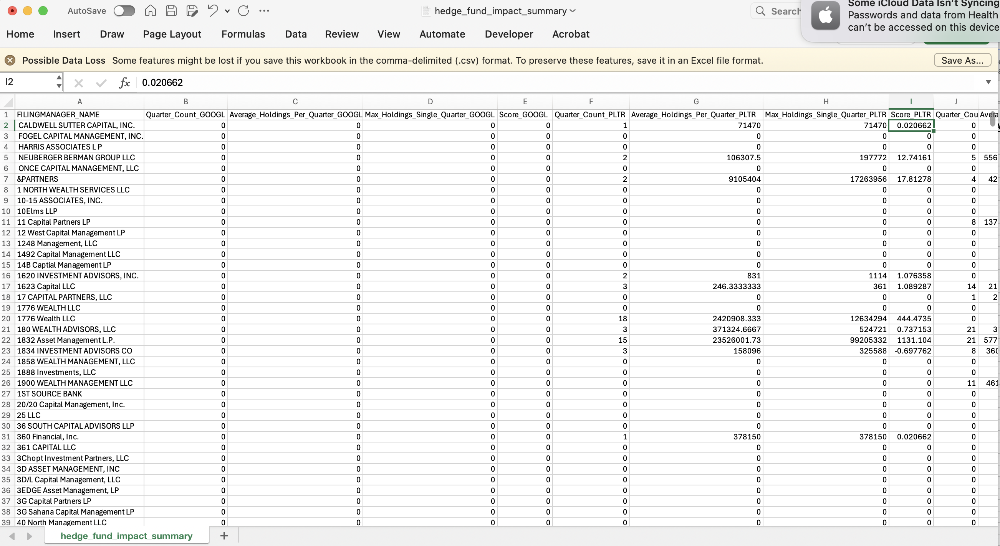 AutoSave hedge_fund_impact_summary Search
Some iCloud Data Isn't Syncing
Passwords and data from Health
can't be accessed on this device
Home Insert Draw Page Layout Formulas Data Review View Automate Developer Acrobat
Possible Data Loss Some features might be lost if you save this workbook in the comma-delimited (.csv) format. To preserve these features, save it in an Excel file format. Save As...
I2 fx 0.020662
A B C D E F G H I J
1 FILINGMANAGER_NAME Quarter_Count_GOOGL Average_Holdings_Per_Quarter_GOOGL Max_Holdings_Single_Quarter_GOOGL Score_GOOGL Quarter_Count_PLTR Average_Holdings_Per_Quarter_PLTR Max_Holdings_Single_Quarter_PLTR Score_PLTR Quarter_Cou Avera
2 CALDWELL SUTTER CAPITAL, INC. 0 0 0 0 1 71470 71470 0.020662 0
3 FOGEL CAPITAL MANAGEMENT, INC. 0 0 0 0 0 0 0 0 0
4 HARRIS ASSOCIATES L P 0 0 0 0 0 0 0 0 0
5 NEUBERGER BERMAN GROUP LLC 0 0 0 0 2 106307.5 197772 12.74161 5 556
6 ONCE CAPITAL MANAGEMENT, LLC 0 0 0 0 0 0 0 0 0
7 &PARTNERS 0 0 0 0 2 9105404 17263956 17.81278 4 42
8 1 NORTH WEALTH SERVICES LLC 0 0 0 0 0 0 0 0 0
9 10-15 ASSOCIATES, INC. 0 0 0 0 0 0 0 0 0
10 10Elms LLP 0 0 0 0 0 0 0 0 0
11 11 Capital Partners LP 0 0 0 0 0 0 0 0 8 137
12 12 West Capital Management LP 0 0 0 0 0 0 0 0 0
13 1248 Management, LLC 0 0 0 0 0 0 0 0 0
14 1492 Capital Management LLC 0 0 0 0 0 0 0 0 0
15 14B Captial Management LP 0 0 0 0 0 0 0 0 0
16 1620 INVESTMENT ADVISORS, INC. 0 0 0 0 2 831 1114 1.076358 0
17 1623 Capital LLC 0 0 0 0 3 246.3333333 361 1.089287 14 21
18 17 CAPITAL PARTNERS, LLC 0 0 0 0 0 0 0 0 1 2
19 1776 WEALTH LLC 0 0 0 0 0 0 0 0 0
20 1776 Wealth LLC 0 0 0 0 18 2420908.333 12634294 444.4735 0
21 180 WEALTH ADVISORS, LLC 0 0 0 0 3 371324.6667 524721 0.737153 21 3
22 1832 Asset Management L.P. 0 0 0 0 15 23526001.73 99205332 1131.104 21 577
23 1834 INVESTMENT ADVISORS CO 0 0 0 0 3 158096 325588 -0.697762 8 360
24 1858 WEALTH MANAGEMENT, LLC 0 0 0 0 0 0 0 0 0
25 1888 Investments, LLC 0 0 0 0 0 0 0 0 0
26 1900 WEALTH MANAGEMENT LLC 0 0 0 0 0 0 0 0 11 461
27 1ST SOURCE BANK 0 0 0 0 0 0 0 0 0
28 20/20 Capital Management, Inc. 0 0 0 0 0 0 0 0 0
29 25 LLC 0 0 0 0 0 0 0 0 0
30 36 SOUTH CAPITAL ADVISORS LLP 0 0 0 0 0 0 0 0 0
31 360 Financial, Inc. 0 0 0 0 1 378150 378150 0.020662 0
32 361 CAPITAL LLC 0 0 0 0 0 0 0 0 0
33 3Chopt Investment Partners, LLC 0 0 0 0 0 0 0 0 0
34 3D ASSET MANAGEMENT, INC 0 0 0 0 0 0 0 0 0
35 3D/L Capital Management, LLC 0 0 0 0 0 0 0 0 0
36 3EDGE Asset Management, LP 0 0 0 0 0 0 0 0 0
37 3G Capital Partners LP 0 0 0 0 0 0 0 0 0
38 3G Sahana Capital Management LP 0 0 0 0 0 0 0 0 0
39 40 North Management LLC 0 0 0 0 0 0 0 0 0
hedge_fund_impact_summary +